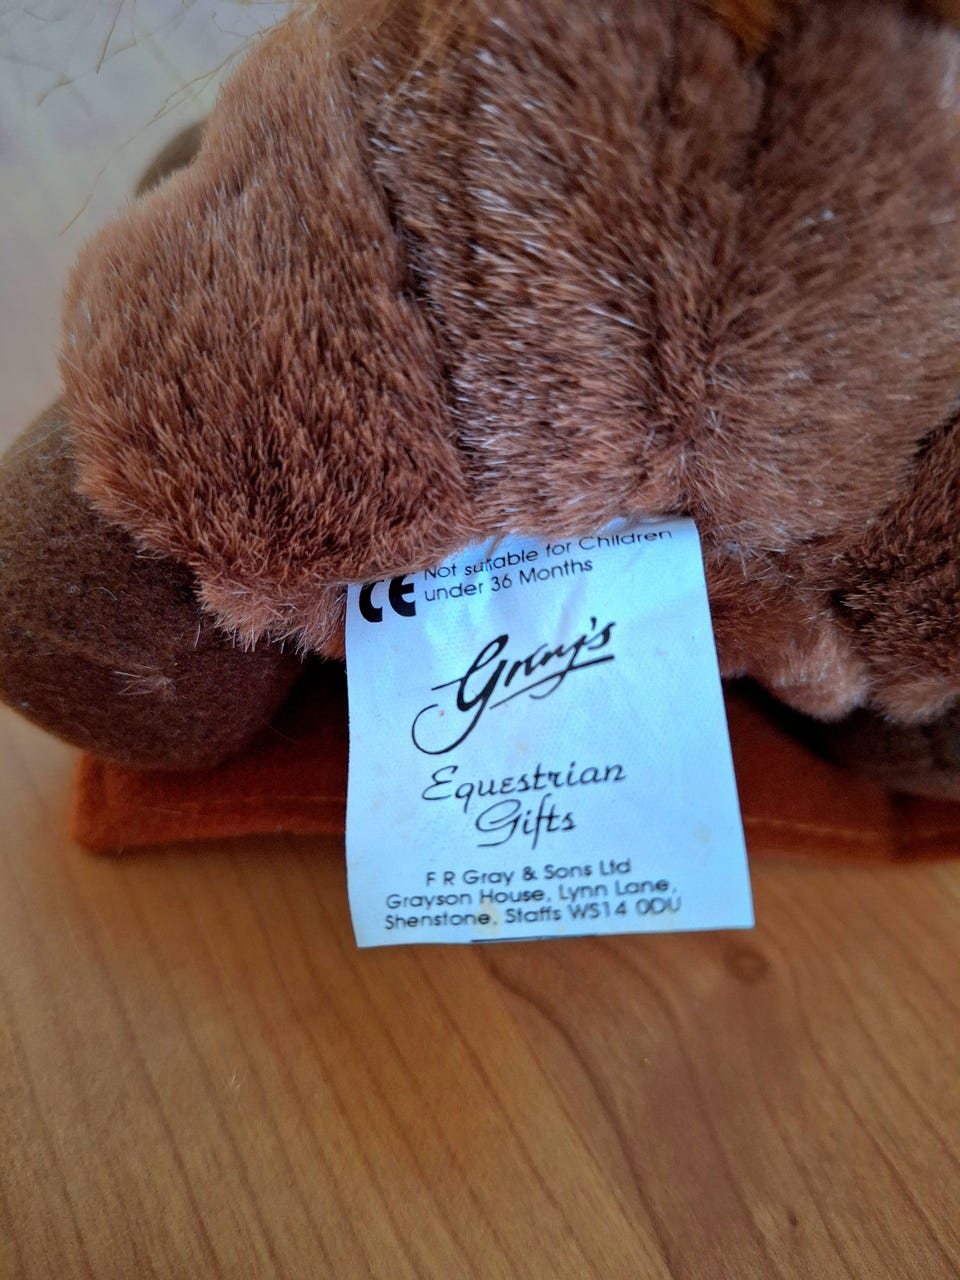 Not suitable for Children
CE under 36 Months
Gray's
Equestrian
Gifts
F R Gray & Sons Ltd
Grayson House, Lynn Lane,
Shenstone, Staffs WS14 0DU